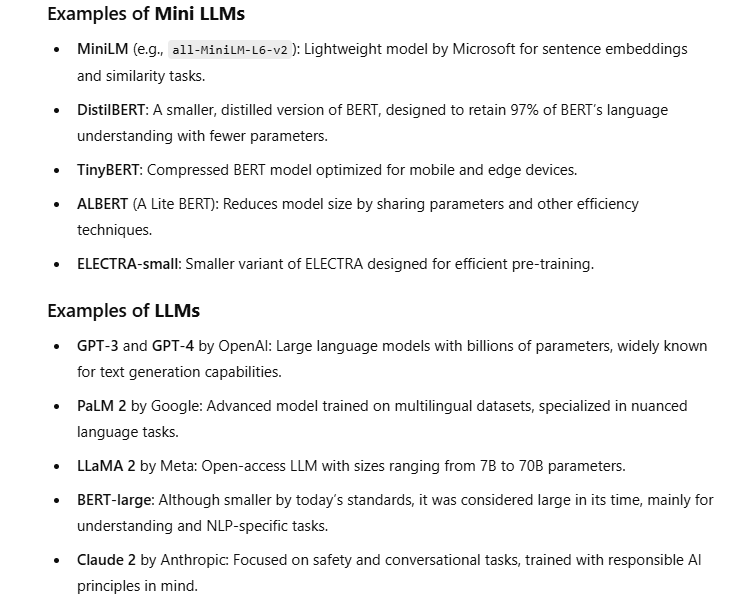 Examples of Mini LLMs
• MiniLM (e.g., all-MiniLM-L6-v2): Lightweight model by Microsoft for sentence embeddings
and similarity tasks.
• DistilBERT: A smaller, distilled version of BERT, designed to retain 97% of BERT's language
understanding with fewer parameters.
• TinyBERT: Compressed BERT model optimized for mobile and edge devices.
• ALBERT (A Lite BERT): Reduces model size by sharing parameters and other efficiency
techniques.
• ELECTRA-small: Smaller variant of ELECTRA designed for efficient pre-training.
Examples of LLMs
• GPT-3 and GPT-4 by OpenAI: Large language models with billions of parameters, widely known
for text generation capabilities.
• PaLM 2 by Google: Advanced model trained on multilingual datasets, specialized in nuanced
language tasks.
• LLaMA 2 by Meta: Open-access LLM with sizes ranging from 7B to 70B parameters.
• BERT-large: Although smaller by today's standards, it was considered large in its time, mainly for
understanding and NLP-specific tasks.
• Claude 2 by Anthropic: Focused on safety and conversational tasks, trained with responsible AI
principles in mind.